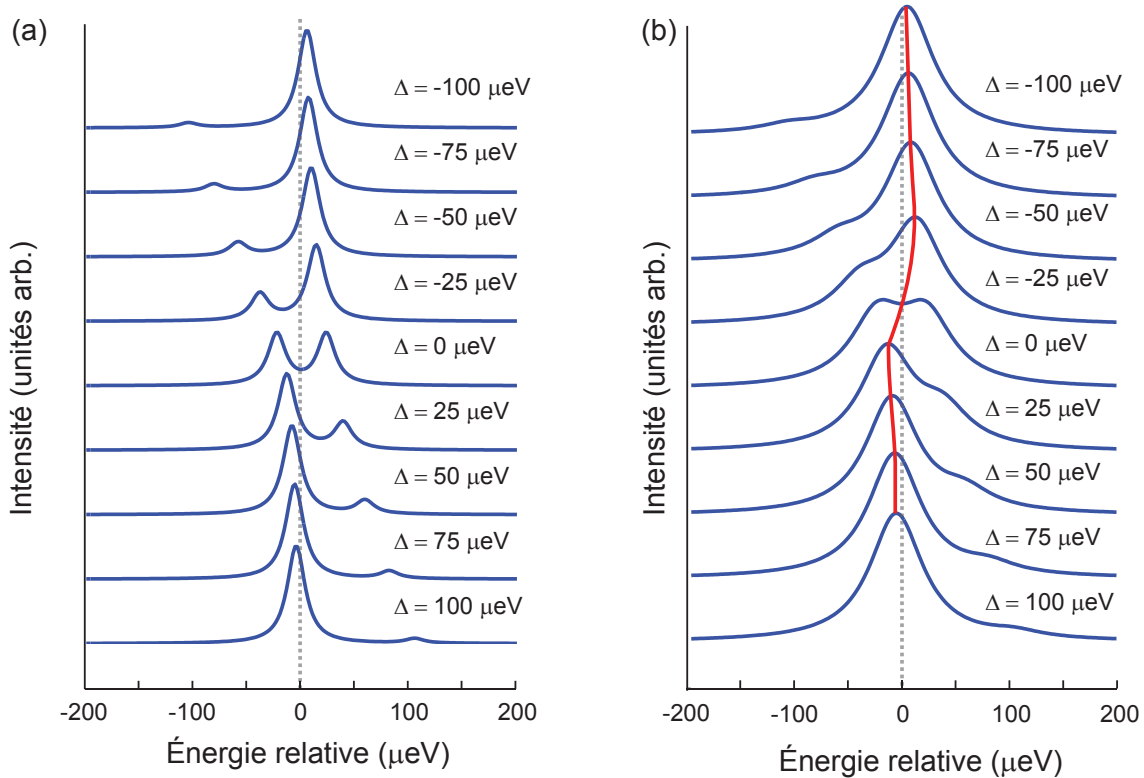 (a)
Δ = -100 µeV
Δ = -75 µeV
Δ = -50 µeV
Δ = -25 µeV
Δ = 0 µeV
Δ = 25 µeV
Δ = 50 µeV
Δ = 75 µeV
Δ = 100 µeV
Intensité (unités arb.)
-200
-100
0
100
200
Énergie relative (µeV)
(b)
Δ = -100 µeV
Δ = -75 µeV
Δ = -50 µeV
Δ = -25 µeV
Δ = 0 µeV
Δ = 25 µeV
Δ = 50 µeV
Δ = 75 µeV
Δ = 100 µeV
Intensité (unités arb.)
-200
-100
0
100
200
Énergie relative (µeV)